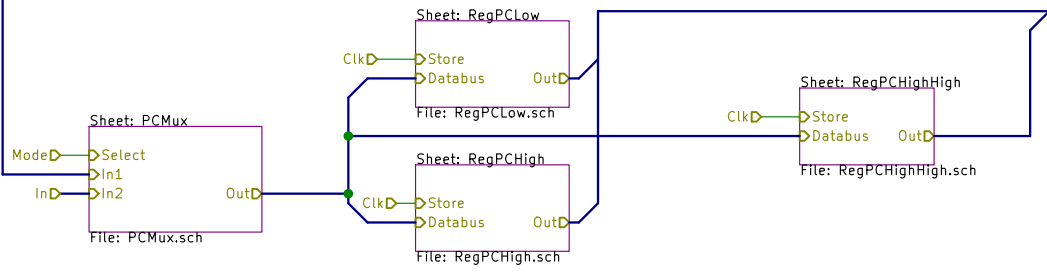 Sheet: RegPCLow
Clk Store
Databus Out
File: RegPCLow.sch
Sheet: RegPCHighHigh
Clk Store
Databus Out
File: RegPCHighHigh.sch
Sheet: PCMux
Mode Select
In1
In In2 Out
File: PCMux.sch
Sheet: RegPCHigh
Clk Store
Databus Out
File: RegPCHigh.sch